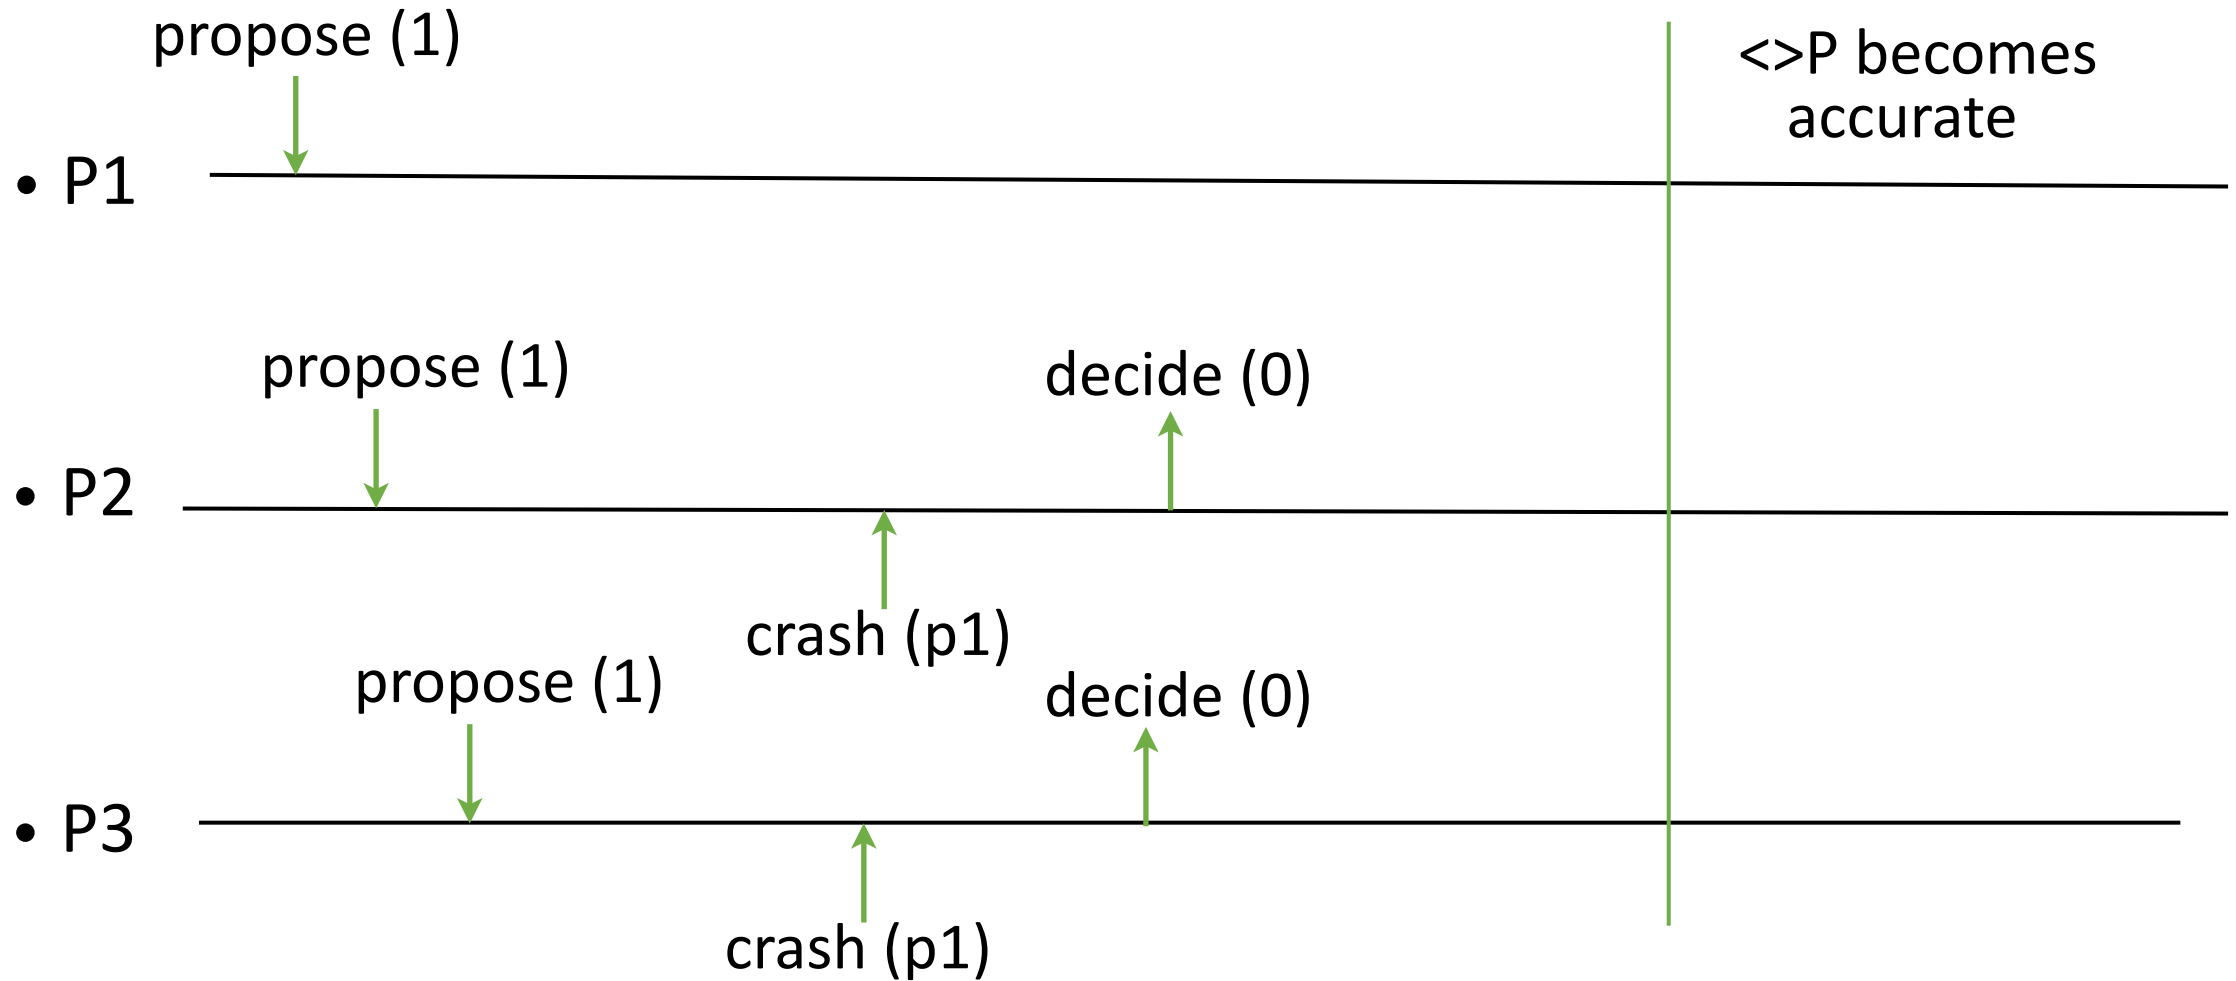 propose (1)
<>P becomes
accurate
• P1
propose (1)
decide (0)
• P2
crash (p1)
propose (1)
decide (0)
• P3
crash (p1)